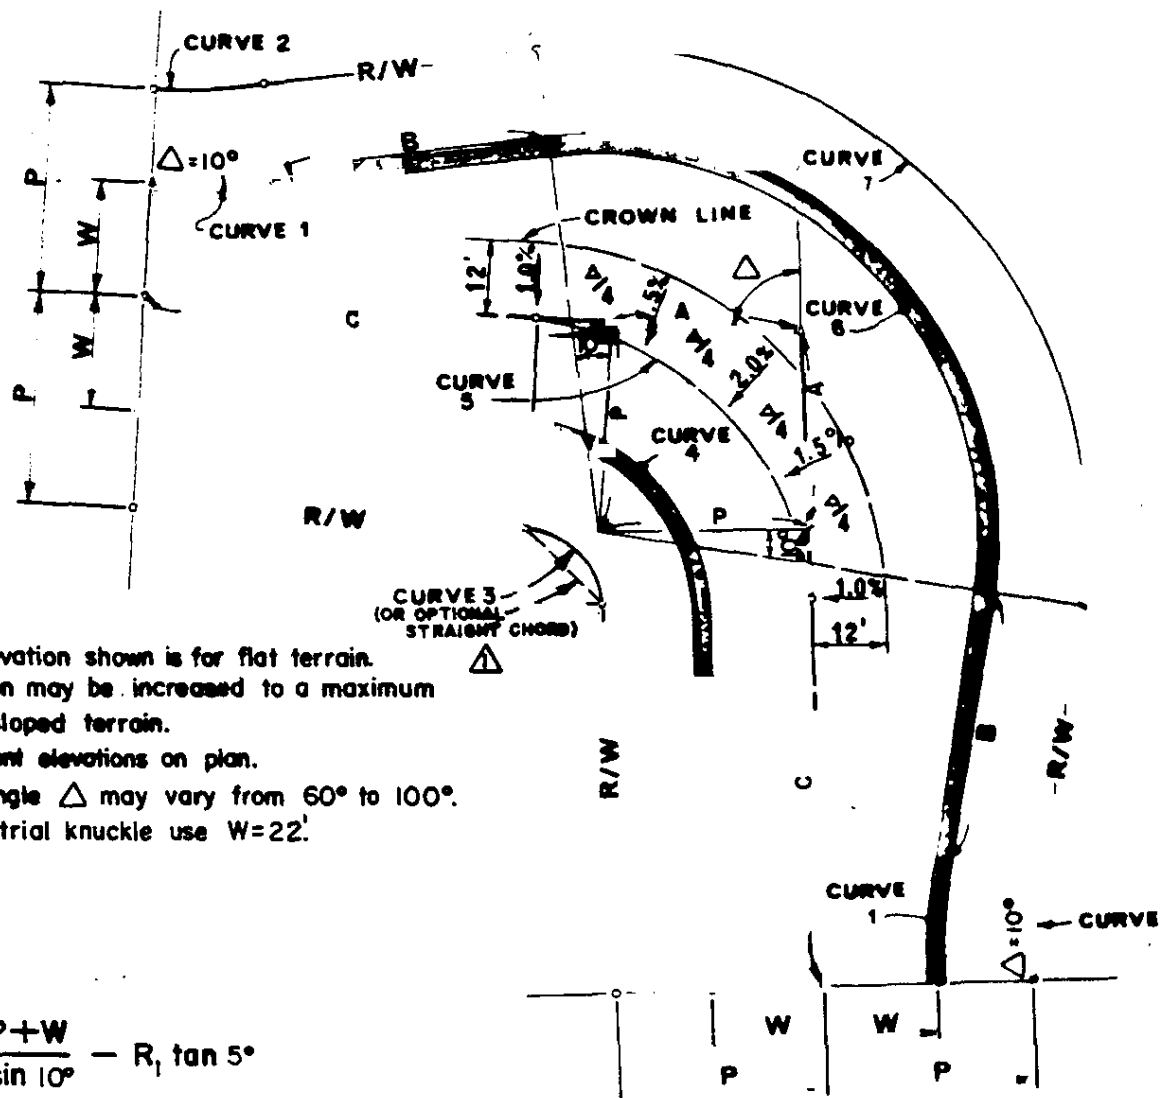 CURVE 2
R/W
B
△=10°
P
W
CURVE 1
CURVE
7
CROWN LINE
△
12'
1.0%
△/4
1.5%
A
△/4
C
CURVE
6
W
P
2.0%
A
CURVE
5
△/4
P
CURVE
4
1.5%
△/4
R/W
P
10°
1.0%
12'
CURVE 3
(OR OPTIONAL
STRAIGHT CHORD)
1
vation shown is for flat terrain.
n may be increased to a maximum
loped terrain.
nt elevations on plan.
ngle △ may vary from 60° to 100°.
trial knuckle use W=22'.
R/W
C
B
R/W
CURVE
1
△=10°
CURVE
W
W
P
P
P+W
sin 10° — R₁ tan 5°